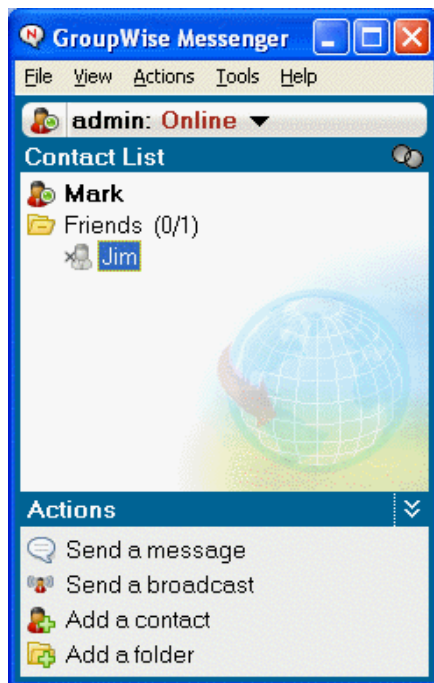 GroupWise Messenger
File View Actions Tools Help
admin: Online
Contact List
Mark
Friends (0/1)
Jim
Actions
Send a message
Send a broadcast
Add a contact
Add a folder